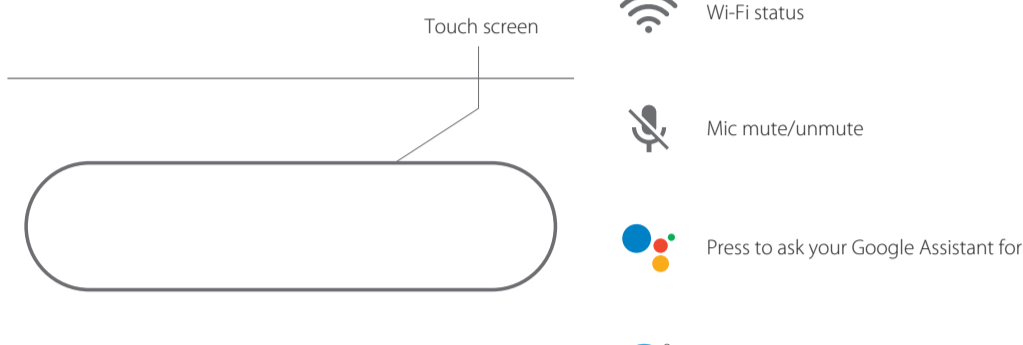 Touch screen
Wi-Fi status
Mic mute/unmute
Press to ask your Google Assistant for